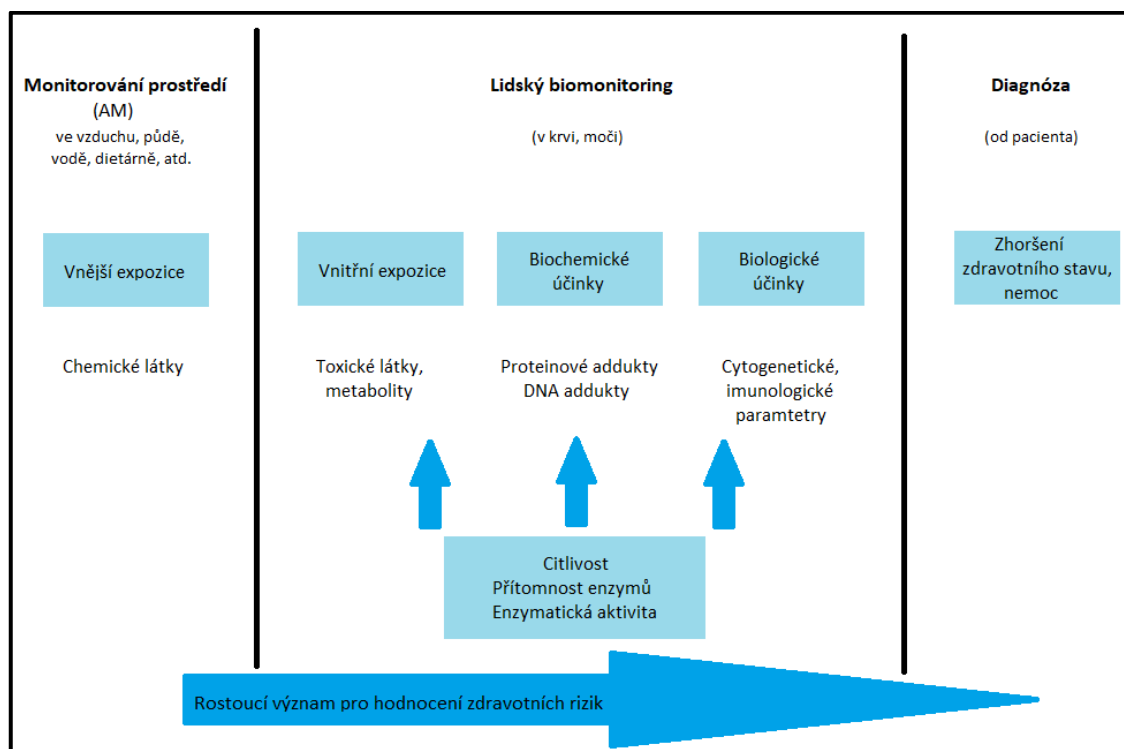 Monitorování prostředí
(AM)
ve vzduchu, půdě,
vodě, dietárně, atd.
Lidský biomonitoring
(v krvi, moči)
Diagnóza
(od pacienta)
Vnější expozice
Vnitřní expozice
Biochemické
účinky
Biologické
účinky
Zhoršení
zdravotního stavu,
nemoc
Chemické látky
Toxické látky,
metabolity
Proteinové addukty
DNA addukty
Cytogenetické,
imunologické
paramtetry
Citlivost
Přítomnost enzymů
Enzymatická aktivita
Rostoucí význam pro hodnocení zdravotních rizik